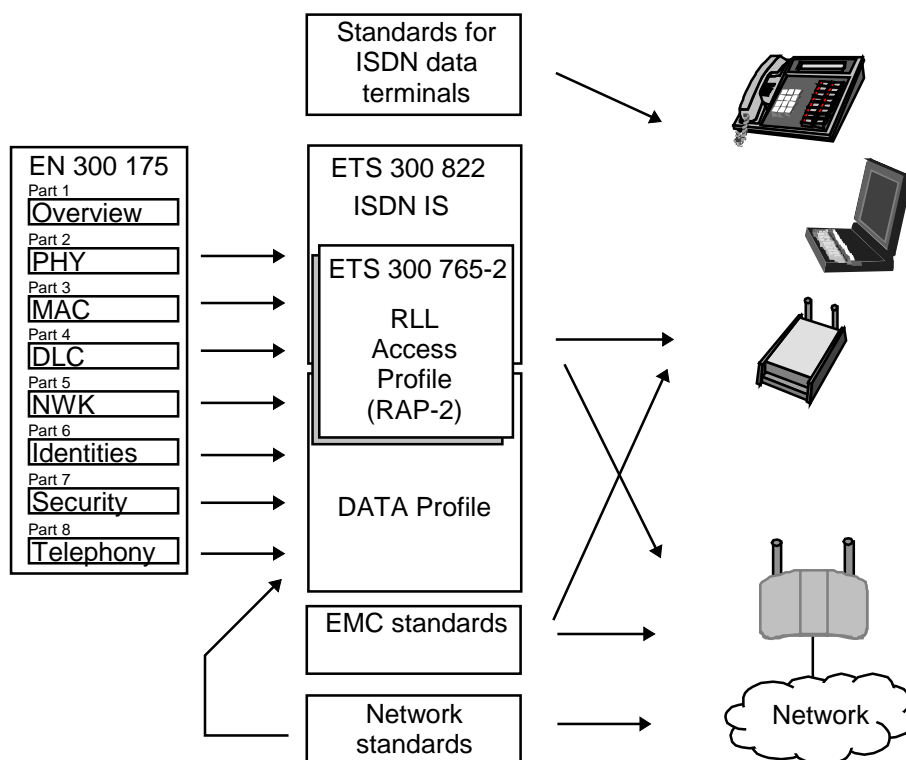 Standards for
ISDN data
terminals
EN 300 175
Part 1
Overview
Part 2
PHY
Part 3
MAC
Part 4
DLC
Part 5
NWK
Part 6
Identities
Part 7
Security
Part 8
Telephony
ETS 300 822
ISDN IS
ETS 300 765-2
RLL
Access
Profile
(RAP-2)
DATA Profile
EMC standards
Network
standards
Network